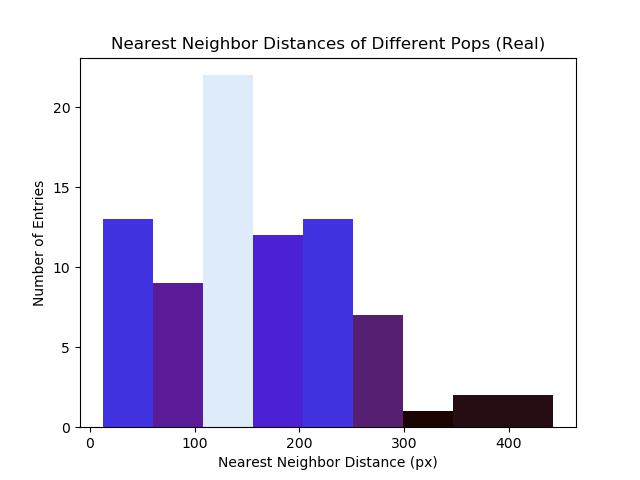 Nearest Neighbor Distances of Different Pops (Real)
Number of Entries
20
15
10
5
0
0 100 200 300 400
Nearest Neighbor Distance (px)